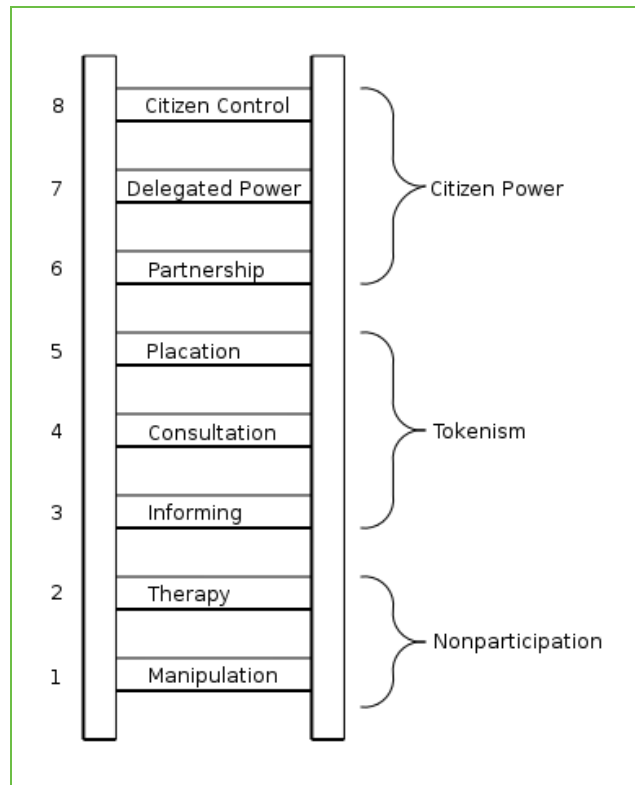 8 Citizen Control
7 Delegated Power Citizen Power
6 Partnership
5 Placation
4 Consultation Tokenism
3 Informing
2 Therapy
Nonparticipation
1 Manipulation